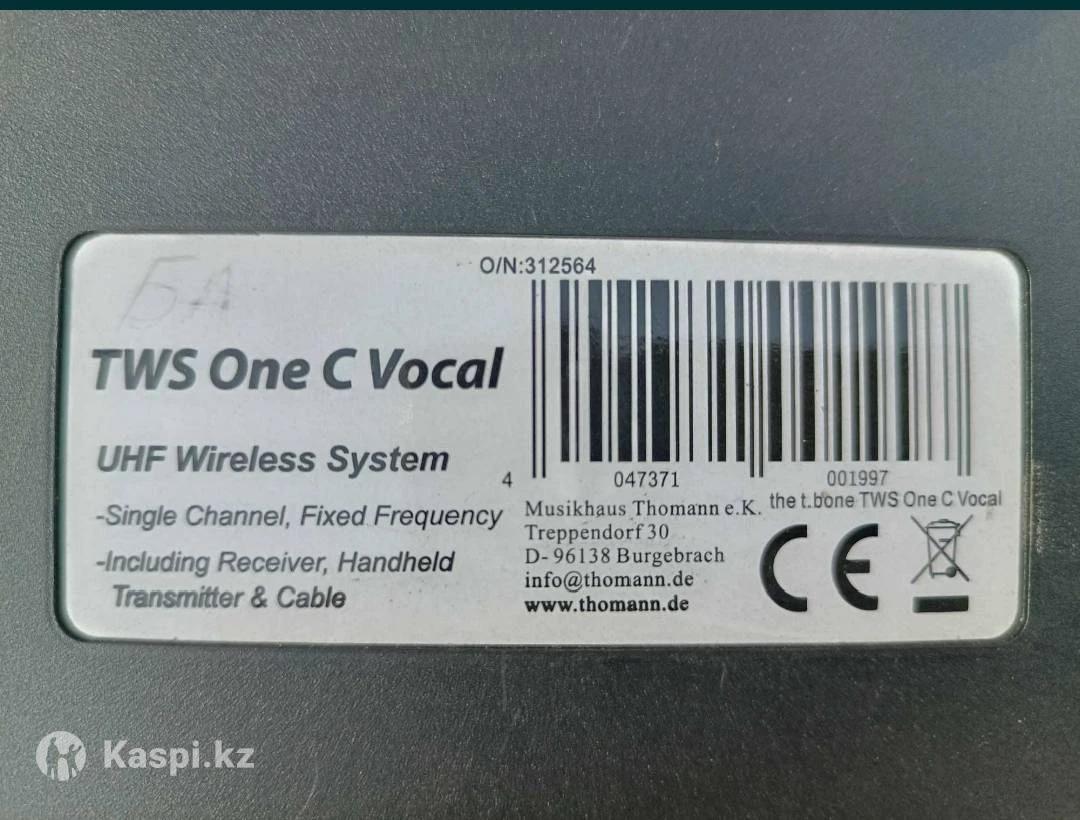 БА
O/N:312564
TWS One C Vocal
UHF Wireless System
-Single Channel, Fixed Frequency
-Including Receiver, Handheld
Transmitter & Cable
4 047371 001997
the t.bone TWS One C Vocal
Musikhaus Thomann e.K.
Treppendorf 30
D- 96138 Burgebrach
info@thomann.de
www.thomann.de
CE
Kaspi.kz